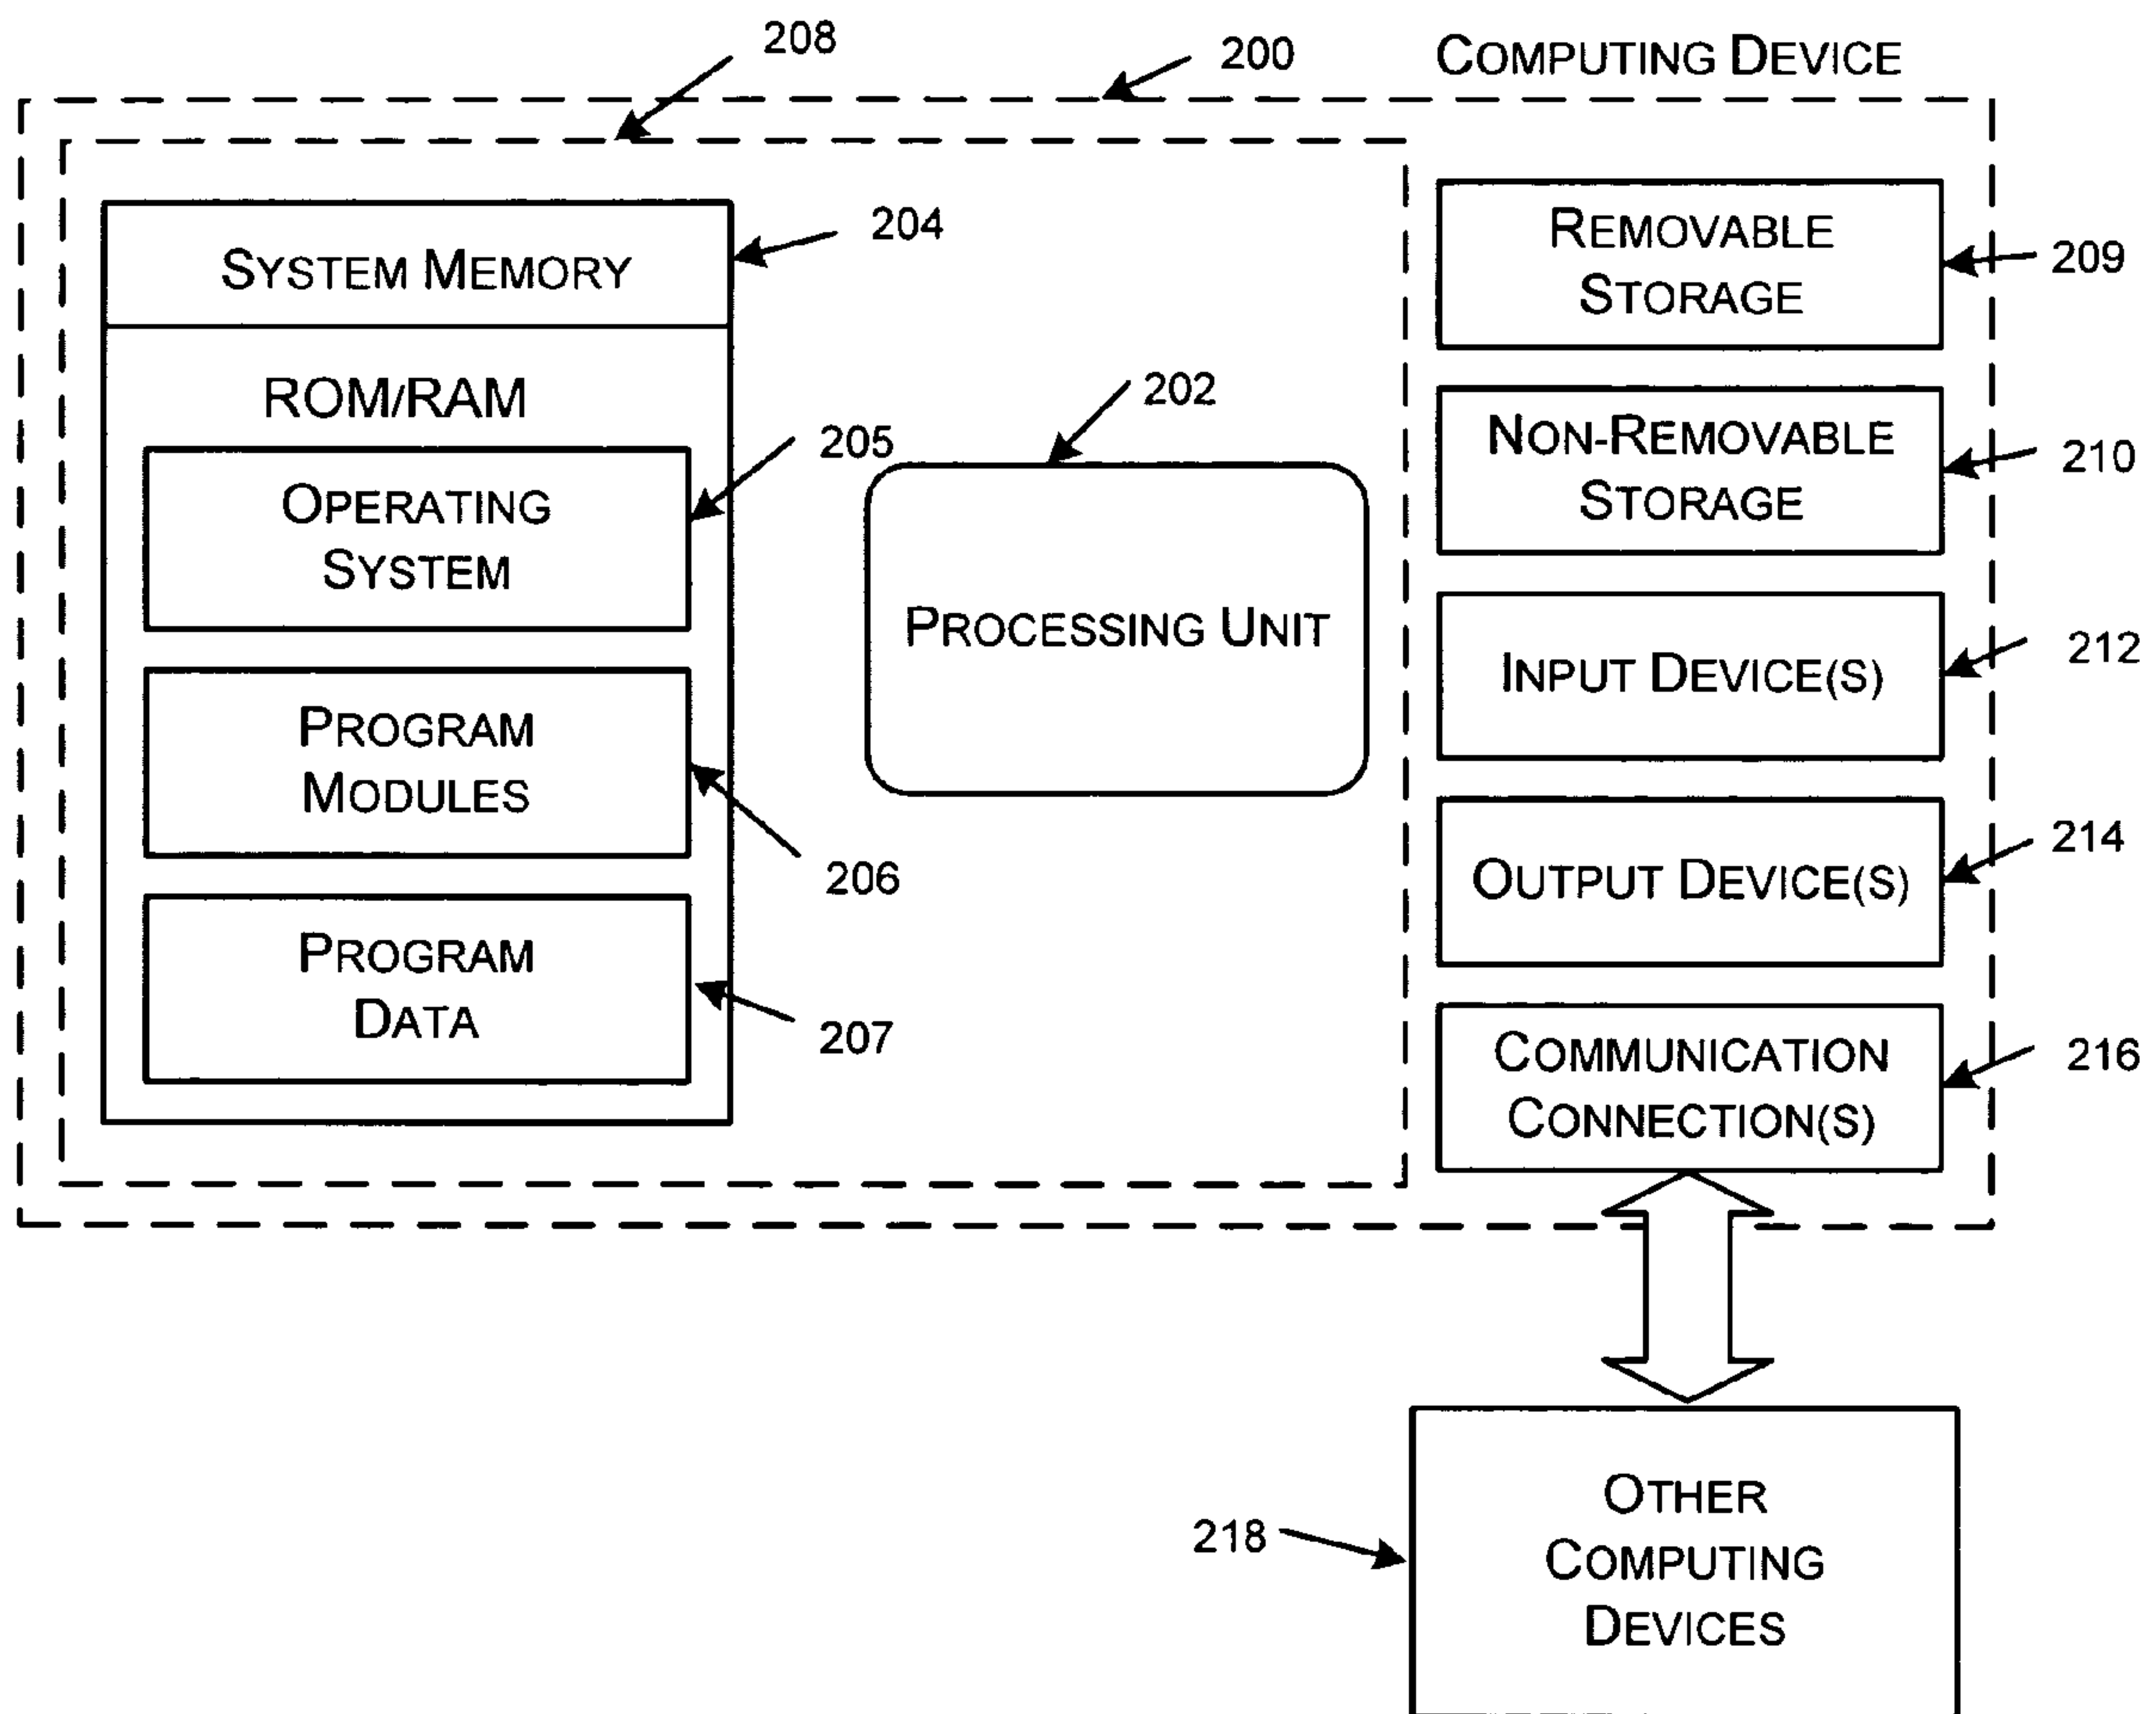 208
200
COMPUTING DEVICE
204
SYSTEM MEMORY
ROM/RAM
205
OPERATING
SYSTEM
PROGRAM
MODULES
206
PROGRAM
DATA
207
202
PROCESSING UNIT
REMOVABLE
STORAGE
209
NON-REMOVABLE
STORAGE
210
INPUT DEVICE(S)
212
OUTPUT DEVICE(S)
214
COMMUNICATION
CONNECTION(S)
216
218
OTHER
COMPUTING
DEVICES